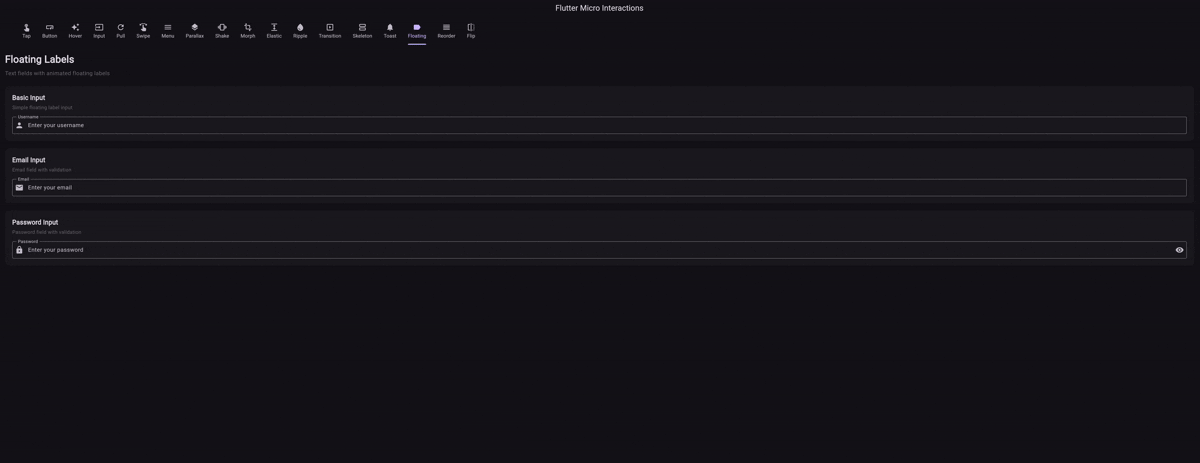 Flutter Micro Interactions
Tap Button Hover Input Pull Swipe Menu Parallax Shake Morph Elastic Ripple Transition Skeleton Toast Floating Reorder Flip
Floating Labels
Text fields with animated floating labels
Basic Input
Simple floating label input
Username
Enter your username
Email Input
Email field with validation
Email
Enter your email
Password Input
Password field with validation
Password
Enter your password